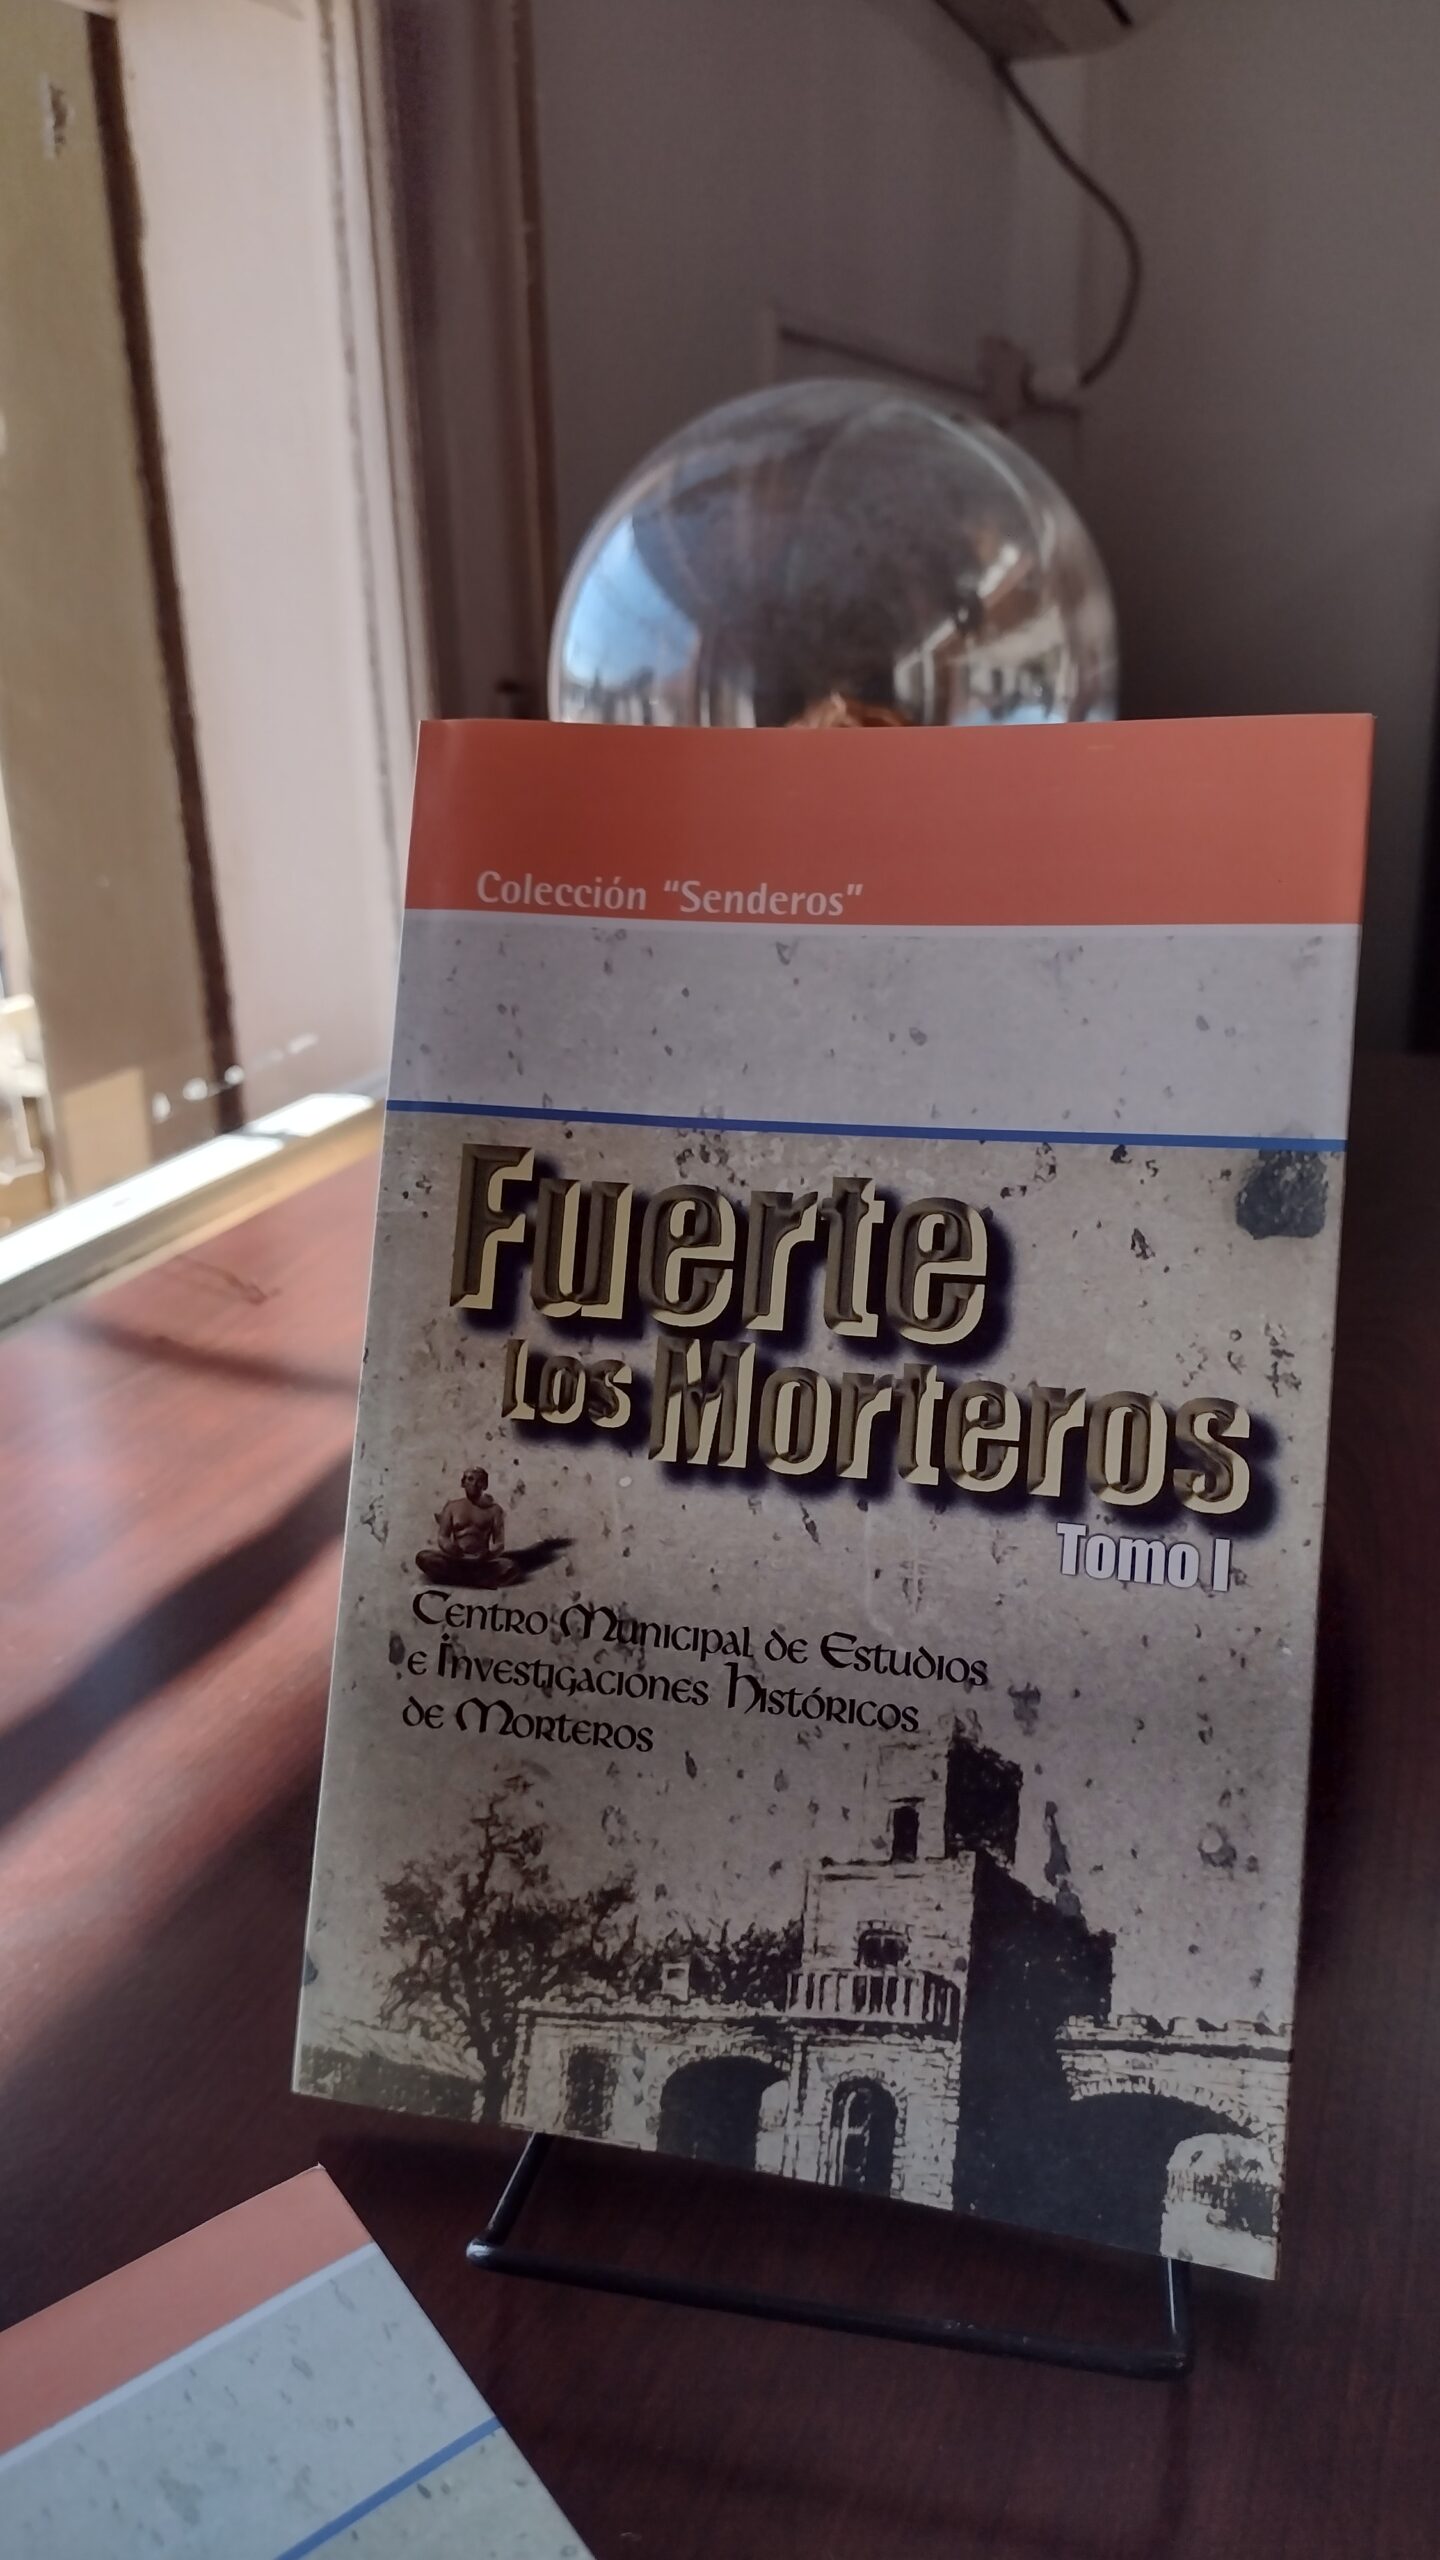 Colección "Senderos"
Fuerte
Los Morteros
Tomo I
Centro Municipal de Estudios
e Investigaciones históricos
de Morteros